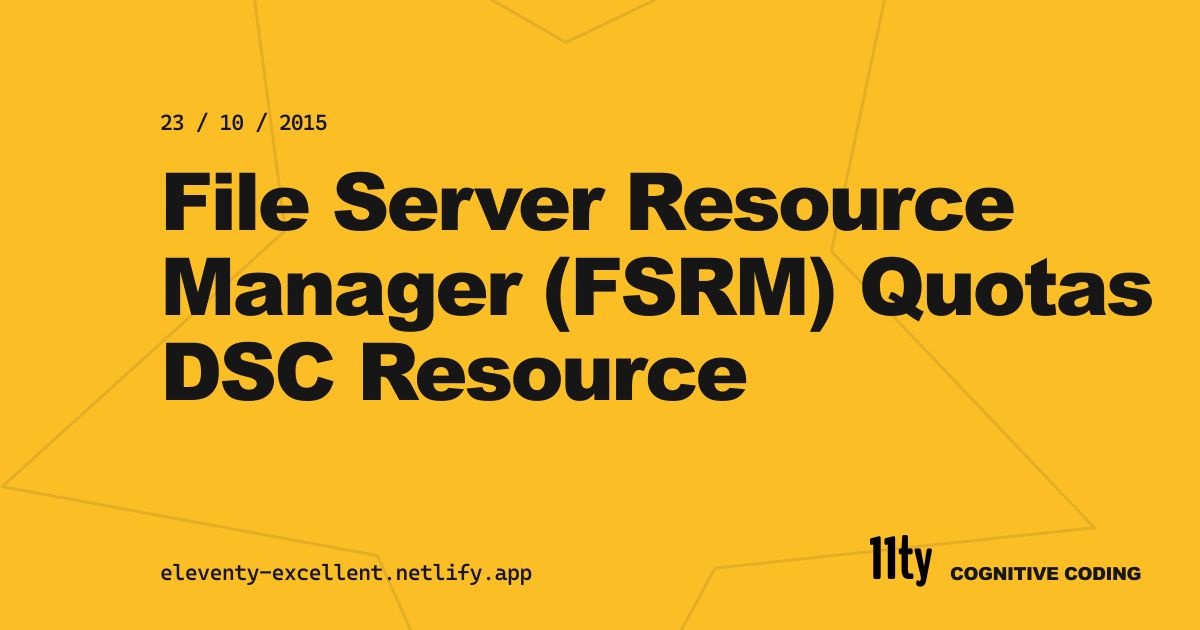 23 / 10 / 2015
File Server Resource
Manager (FSRM) Quotas
DSC Resource
eleventy-excellent.netlify.app
11ty COGNITIVE CODING